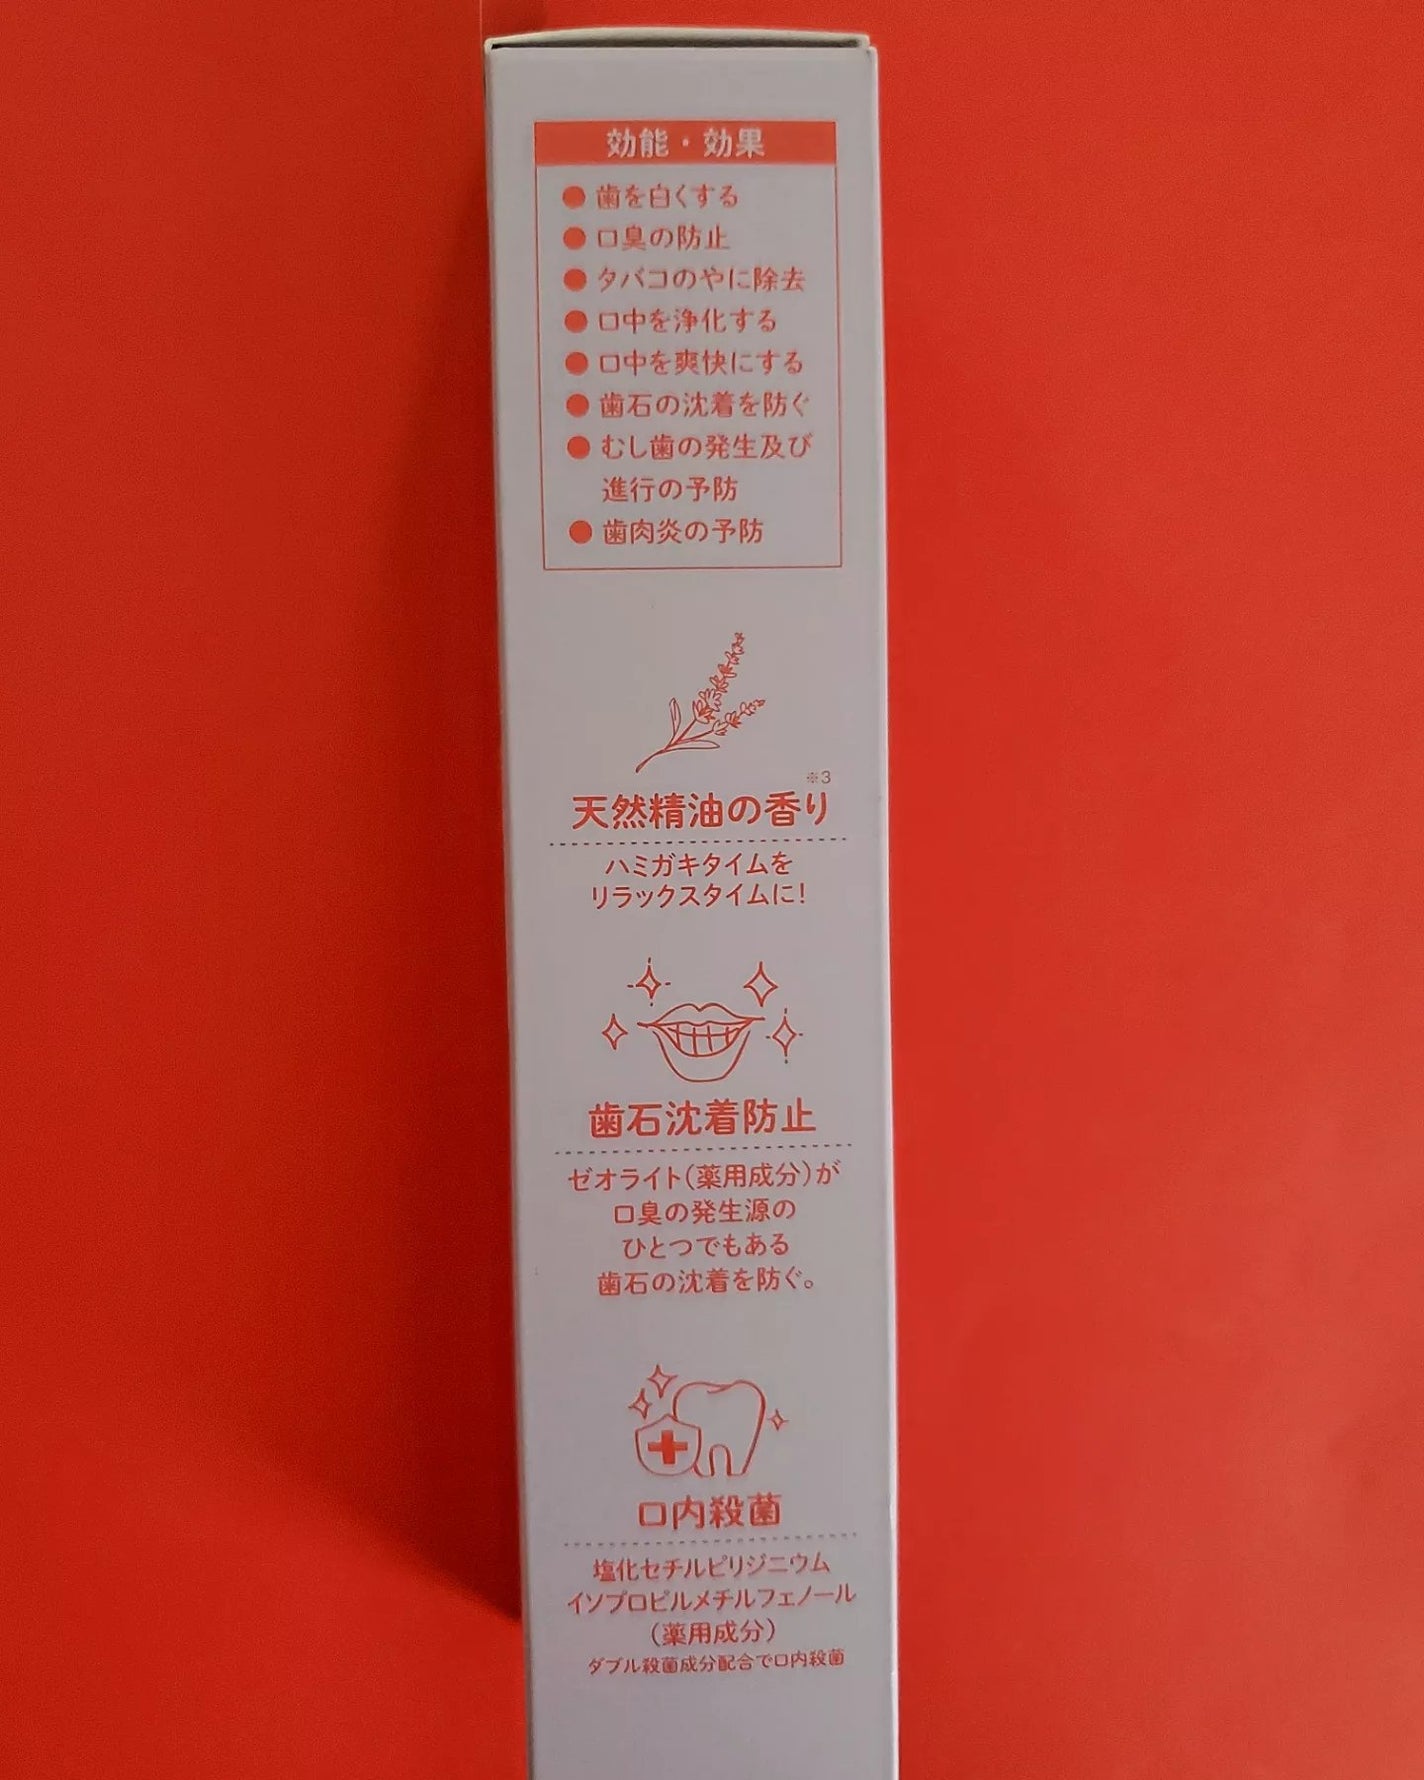 効能・効果
● 歯を白くする
● 口臭の防止
● タバコのやに除去
● 口中を浄化する
● 口中を爽快にする
● 歯石の沈着を防ぐ
● むし歯の発生及び
進行の予防
● 歯肉炎の予防
※3
天然精油の香り
ハミガキタイムを
リラックスタイムに!
歯石沈着防止
ゼオライト(薬用成分)が
口臭の発生源の
ひとつでもある
歯石の沈着を防ぐ。
口内殺菌
塩化セチルピリジニウム
イソプロピルメチルフェノール
(薬用成分)
ダブル殺菌成分配合で口内殺菌